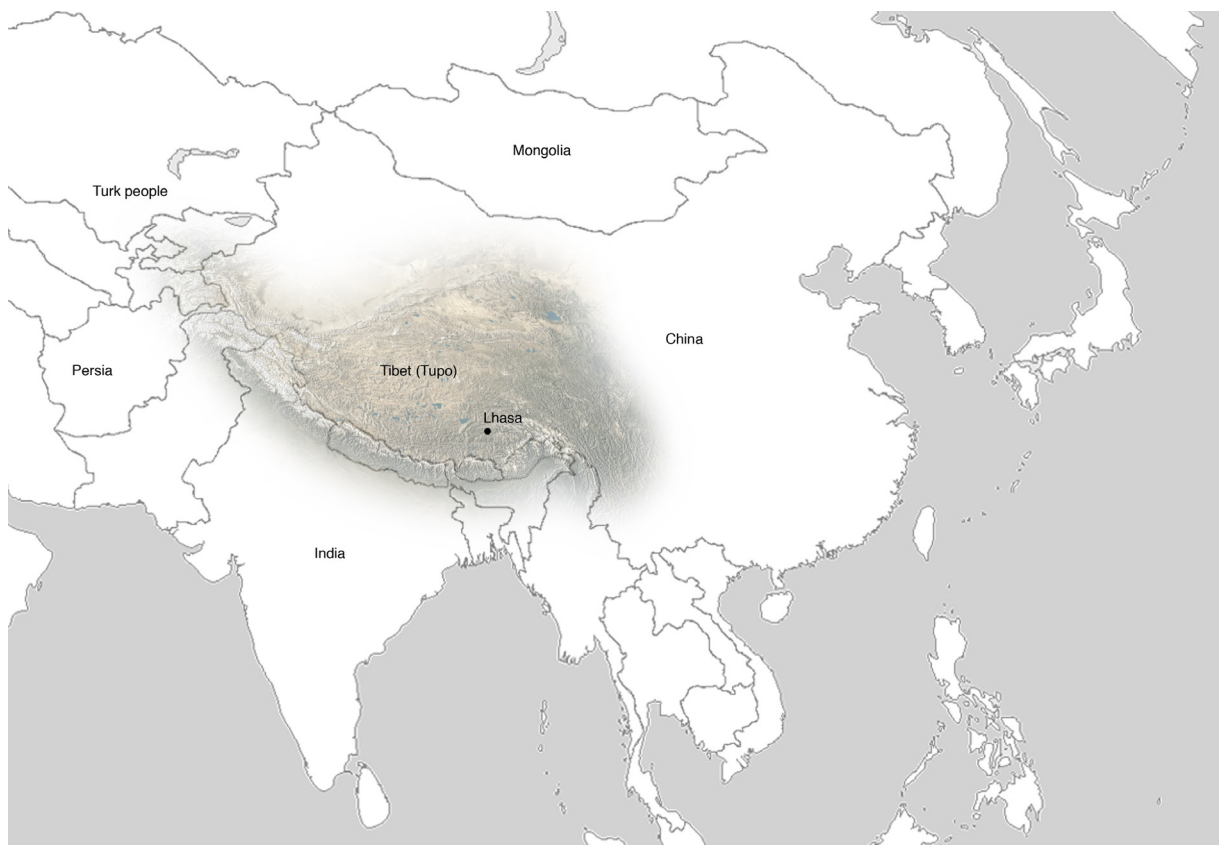 Mongolia
Turk people
China
Persia
Tibet (Tupo)
Lhasa
India